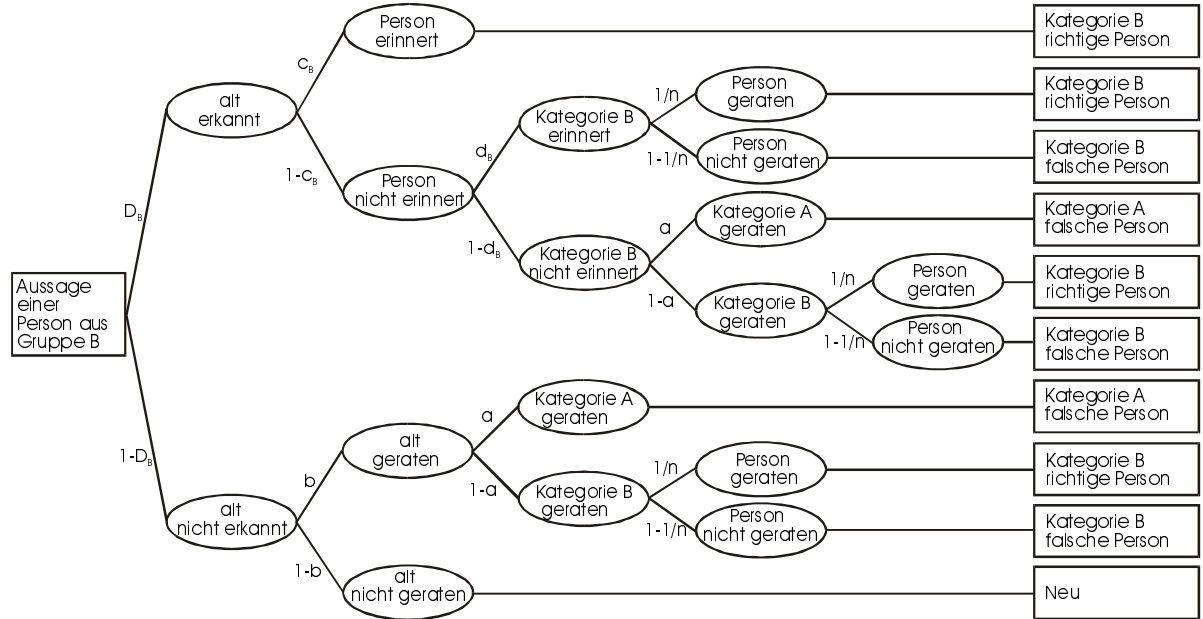 Person
erinnert
Kategorie B
richtige Person
c_B
alt
erkannt
Kategorie B
erinnert
1/n
Person
geraten
Kategorie B
richtige Person
d_B
1-1/n
Person
nicht geraten
Kategorie B
falsche Person
1-c_B
Person
nicht erinnert
D_B
a
Kategorie A
geraten
Kategorie A
falsche Person
1-d_B
Kategorie B
nicht erinnert
1/n
Person
geraten
Kategorie B
richtige Person
1-a
Kategorie B
geraten
1-1/n
Person
nicht geraten
Kategorie B
falsche Person
Aussage
einer
Person aus
Gruppe B
Kategorie A
geraten
Kategorie A
falsche Person
a
alt
geraten
1-D_B
1-a
1/n
Person
geraten
Kategorie B
richtige Person
b
Kategorie B
geraten
1-1/n
Person
nicht geraten
Kategorie B
falsche Person
alt
nicht erkannt
1-b
alt
nicht geraten
Neu